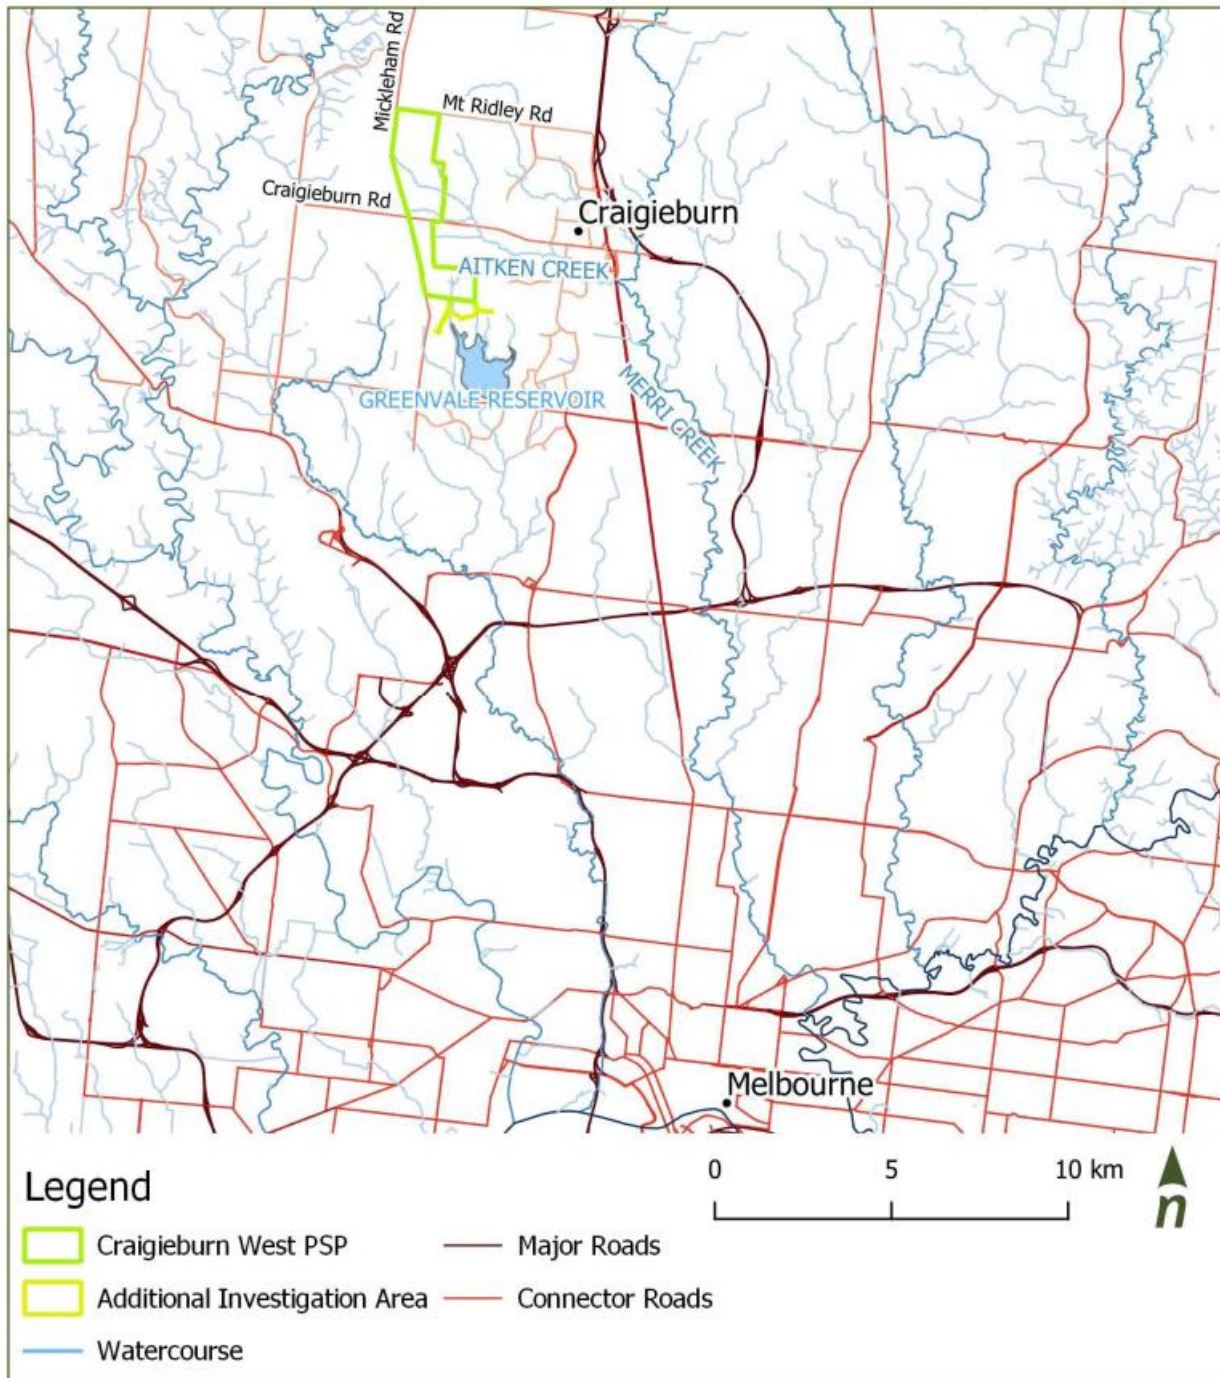 Mickleham Rd
Mt Ridley Rd
Craigieburn Rd
Craigieburn
AITKEN CREEK
MERRI CREEK
GREENVALE RESERVOIR
Melbourne
Legend
0 5 10 km
n
Craigieburn West PSP
Major Roads
Additional Investigation Area
Connector Roads
Watercourse